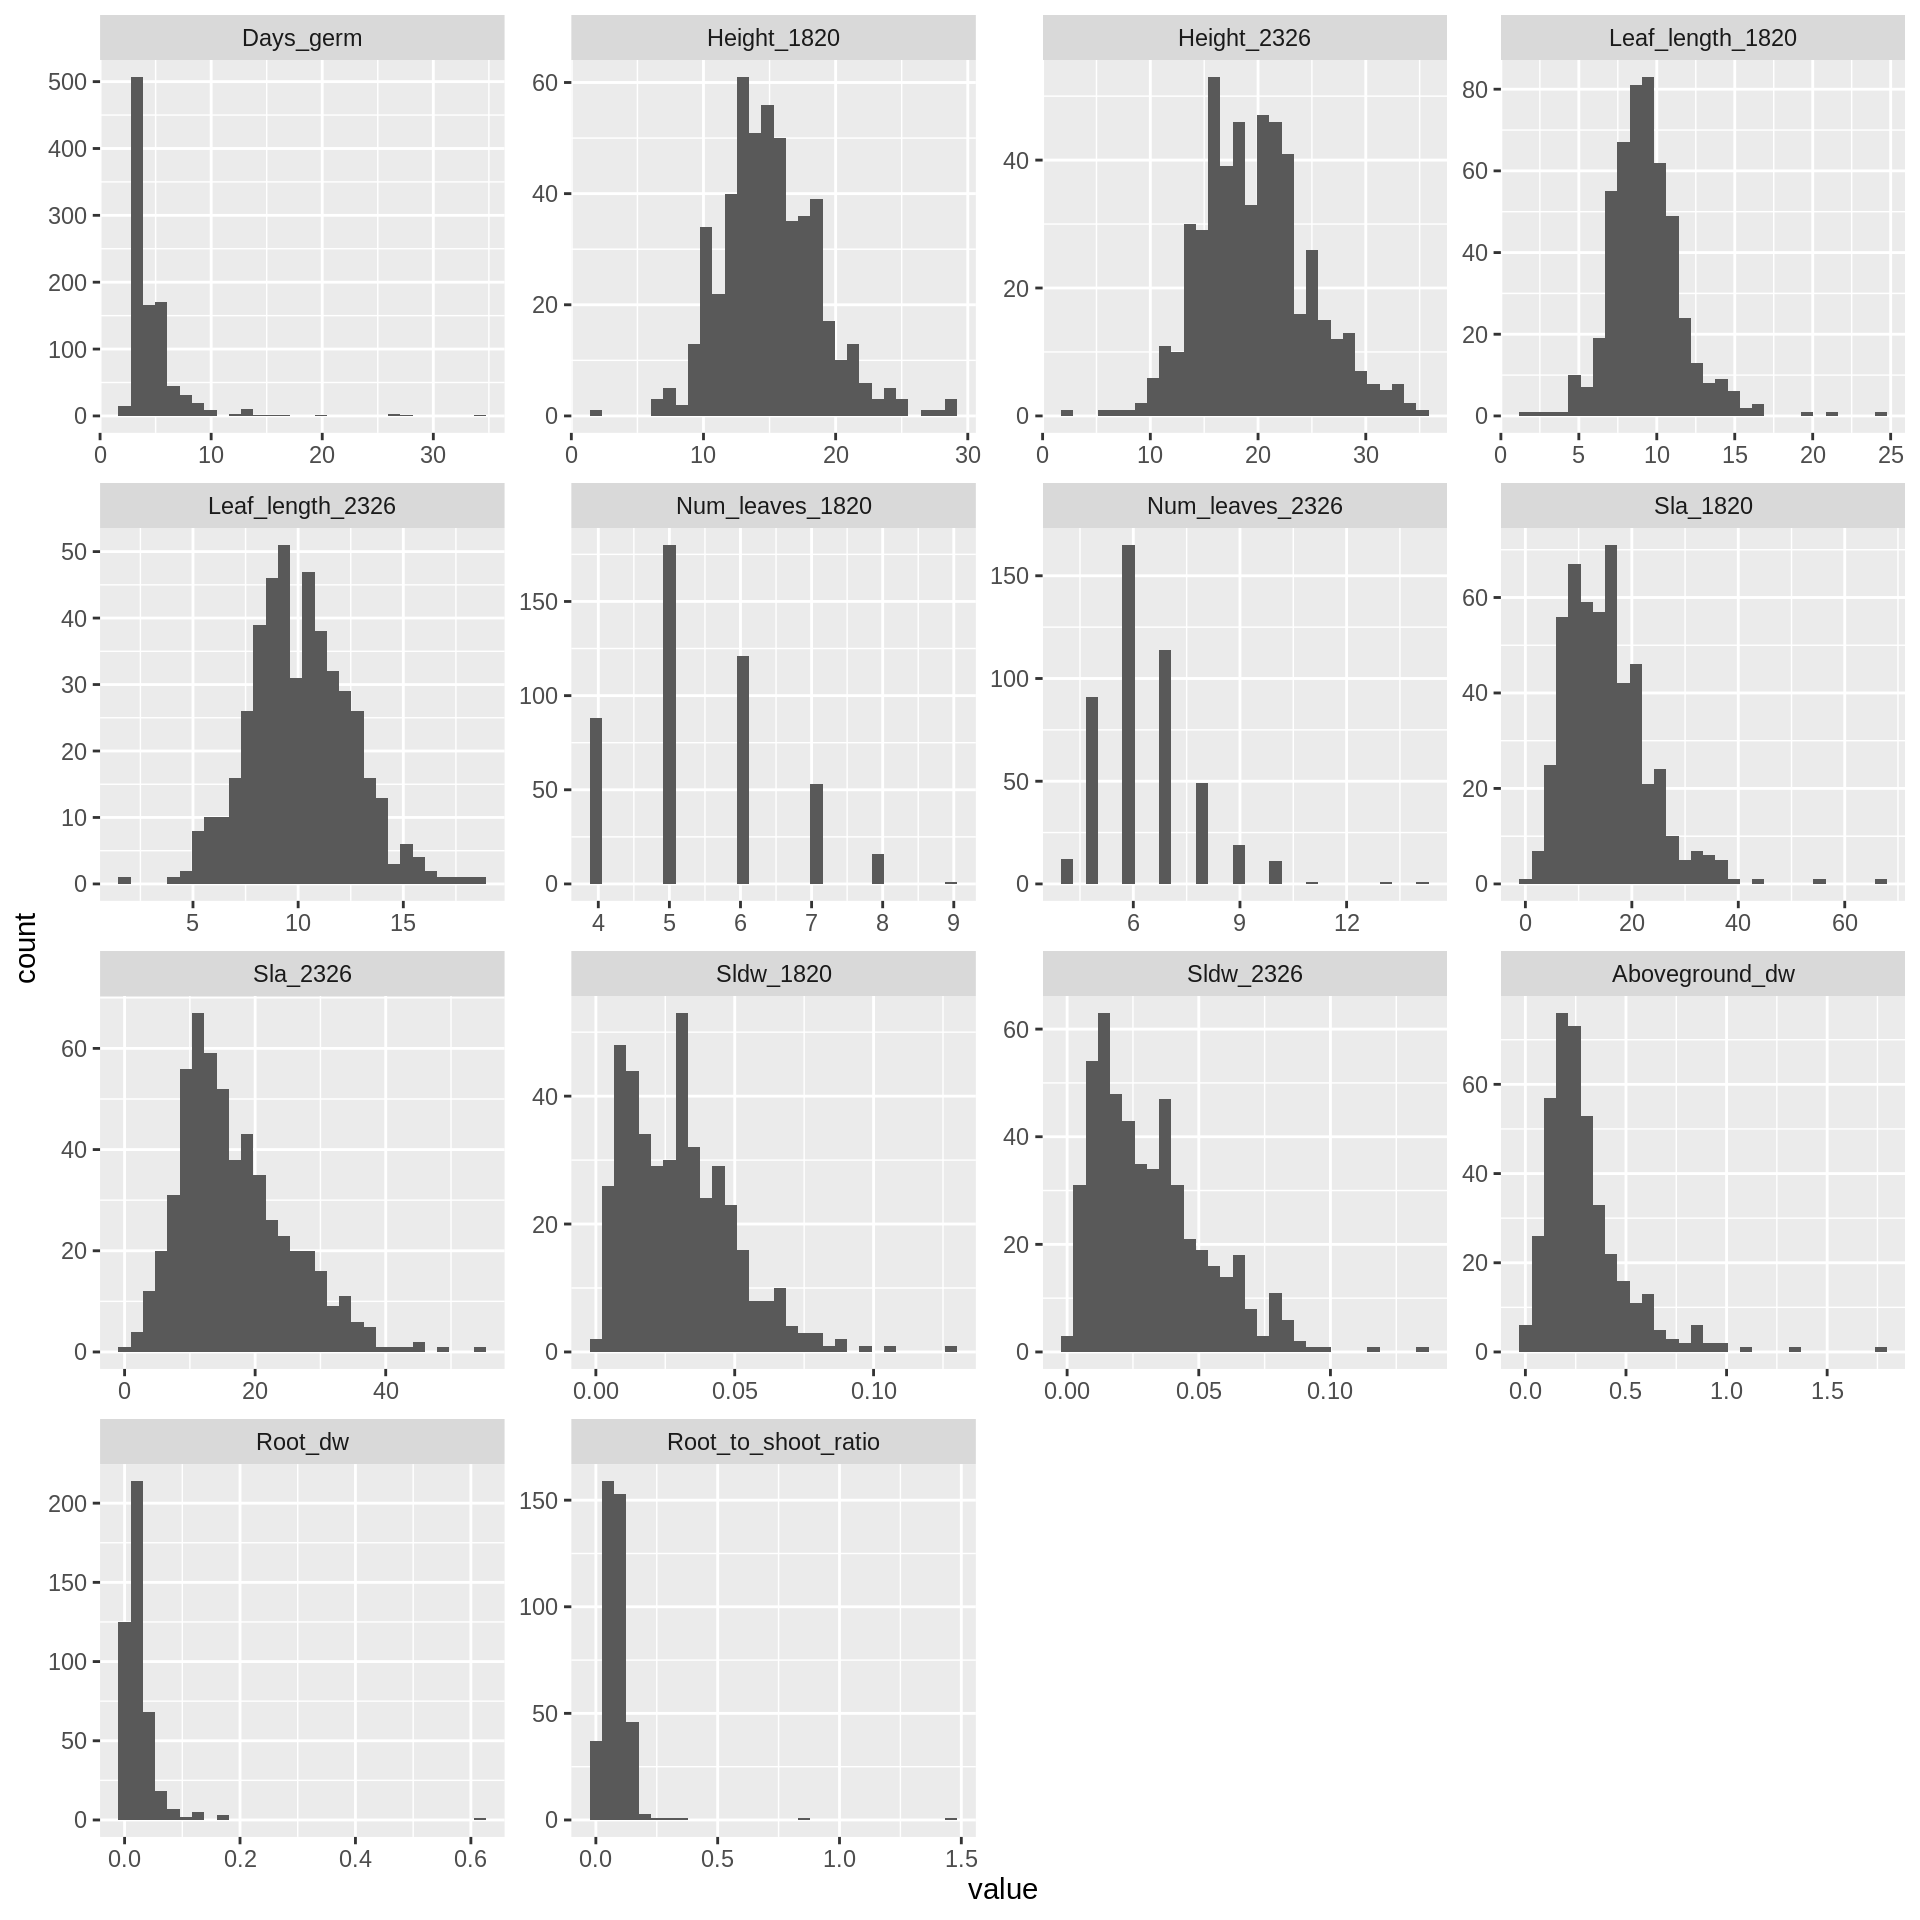 Days_germ Height_1820 Height_2326 Leaf_length_1820
500 400 300 200 100 0
60 40 20 0
40 20 0
80 60 40 20 0
0 10 20 30
0 10 20 30
0 10 20 30
0 5 10 15 20 25
Leaf_length_2326 Num_leaves_1820 Num_leaves_2326 Sla_1820
50 40 30 20 10 0
150 100 50 0
150 100 50 0
60 40 20 0
5 10 15
4 5 6 7 8 9
6 9 12
0 20 40 60
count
Sla_2326 Sldw_1820 Sldw_2326 Aboveground_dw
60 40 20 0
40 20 0
60 40 20 0
60 40 20 0
0 20 40
0.00 0.05 0.10
0.00 0.05 0.10
0.0 0.5 1.0 1.5
Root_dw Root_to_shoot_ratio
200 150 100 50 0
150 100 50 0
0.0 0.2 0.4 0.6
0.0 0.5 1.0 1.5
value